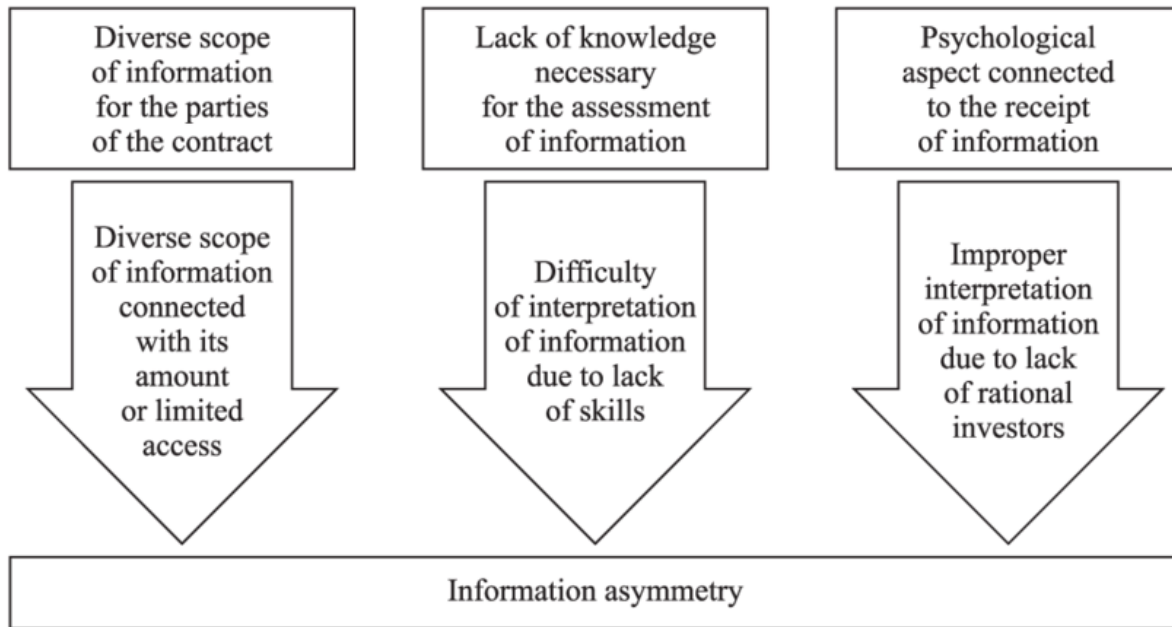 Diverse scope
of information
for the parties
of the contract
Lack of knowledge
necessary
for the assessment
of information
Psychological
aspect connected
to the receipt
of information
Diverse scope
of information
connected
with its
amount
or limited
access
Difficulty
of interpretation
of information
due to lack
of skills
Improper
interpretation
of information
due to lack
of rational
investors
Information asymmetry